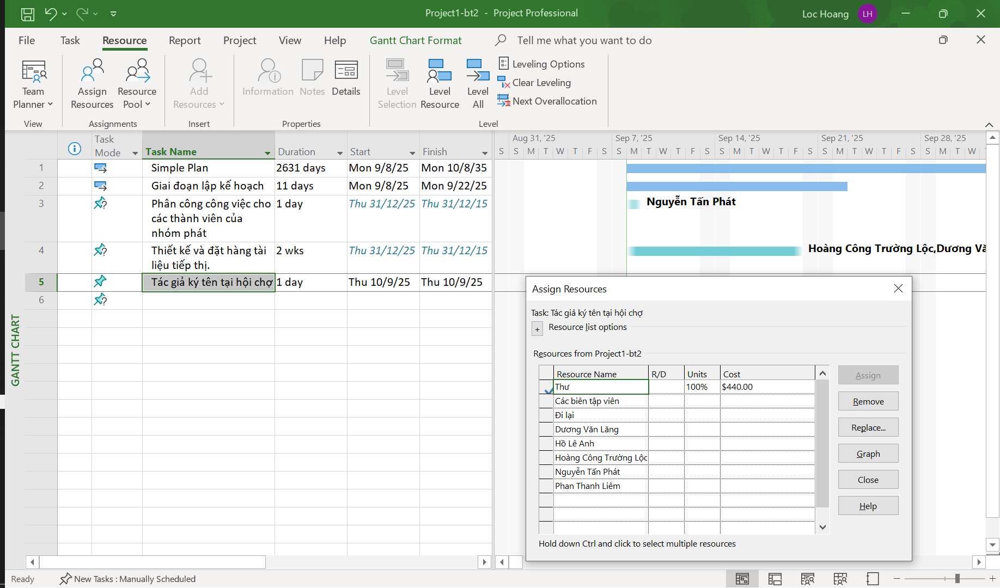 Project1-bt2 - Project Professional
Loc Hoang
LH
File Task Resource Report Project View Help Gantt Chart Format Tell me what you want to do
Team Planner
View
Assign Resources
Resource Pool
Assignments
Add Resources
Insert
Information
Notes
Details
Properties
Level Selection
Level Resource
Level All
Leveling Options
Clear Leveling
Next Overallocation
Level
Task Mode
Task Name
Duration
Start
Finish
Aug 31, '25
Sep 7, '25
Sep 14, '25
Sep 21, '25
Sep 28, '25
S S M T W T F S S M T W T F S S M T W T F S S M T W T F S S M T W
1 Simple Plan 2631 days Mon 9/8/25 Mon 10/8/35
2 Giai đoạn lập kế hoạch 11 days Mon 9/8/25 Mon 9/22/25
3 Phân công công việc cho 1 day Thu 31/12/25 Thu 31/12/15
các thành viên của
nhóm phát
Nguyễn Tấn Phát
4 Thiết kế và đặt hàng tài 2 wks Thu 31/12/25 Thu 31/12/15
liệu tiếp thị.
Hoàng Công Trường Lộc,Dương Vă
5 Tác giả ký tên tại hội chợ 1 day Thu 10/9/25 Thu 10/9/25
6
GANTT CHART
Assign Resources
Task: Tác giả ký tên tại hội chợ
+ Resource list options
Resources from Project1-bt2
Resource Name R/D Units Cost
Thư 100% $440.00
Các biên tập viên
Đi lại
Dương Văn Lăng
Hồ Lê Anh
Hoàng Công Trường Lộc
Nguyễn Tấn Phát
Phan Thanh Liêm
Assign
Remove
Replace...
Graph
Close
Help
Hold down Ctrl and click to select multiple resources
Ready New Tasks : Manually Scheduled